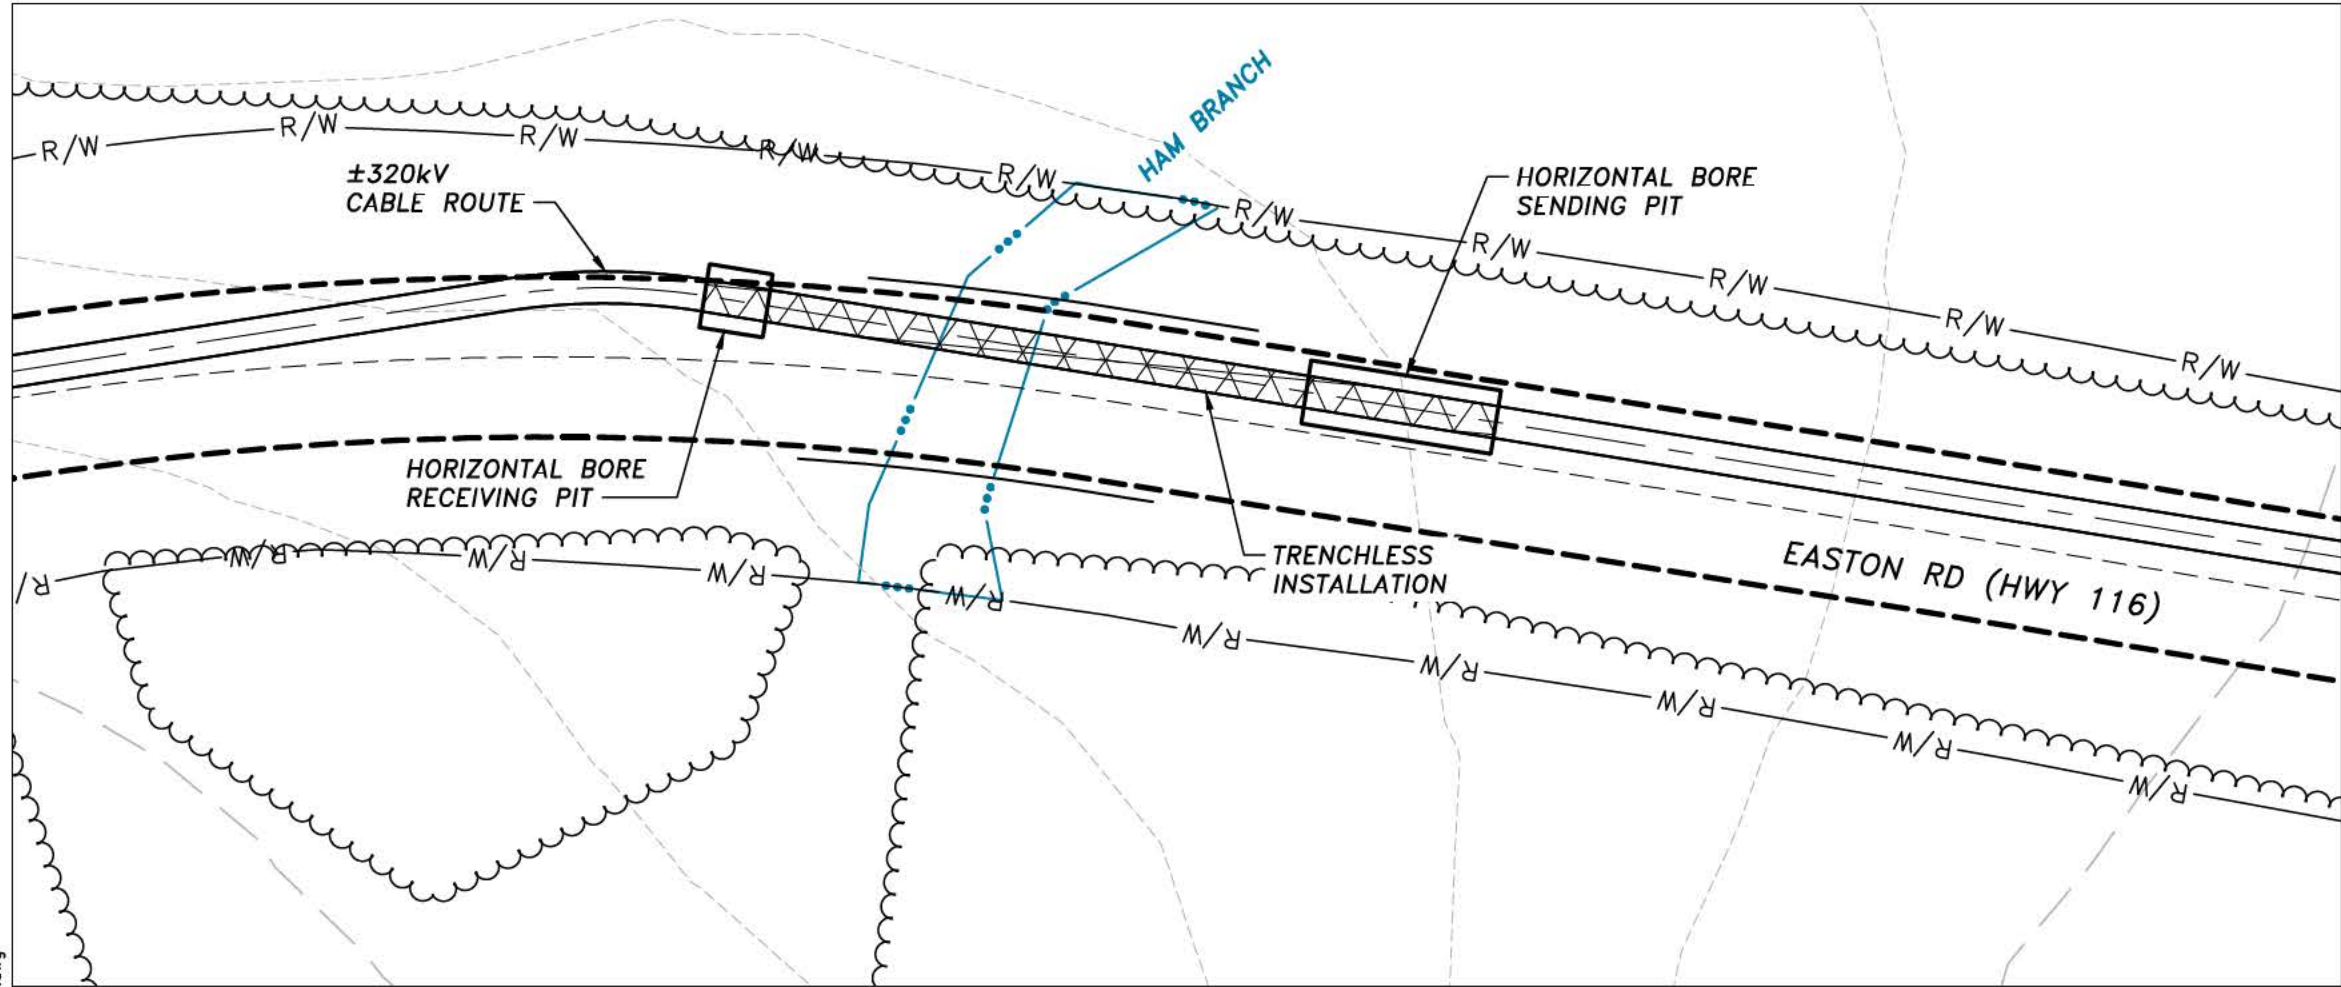 HAM BRANCH
R/W
R/W
R/W
R/W
R/W
R/W
R/W
R/W
R/W
R/W
±320kV
CABLE ROUTE
HORIZONTAL BORE
SENDING PIT
HORIZONTAL BORE
RECEIVING PIT
TRENCHLESS
INSTALLATION
EASTON RD (HWY 116)
R/
R/W
R/W
R/W
R/W
R/W
R/W
R/W
R/W
R/W